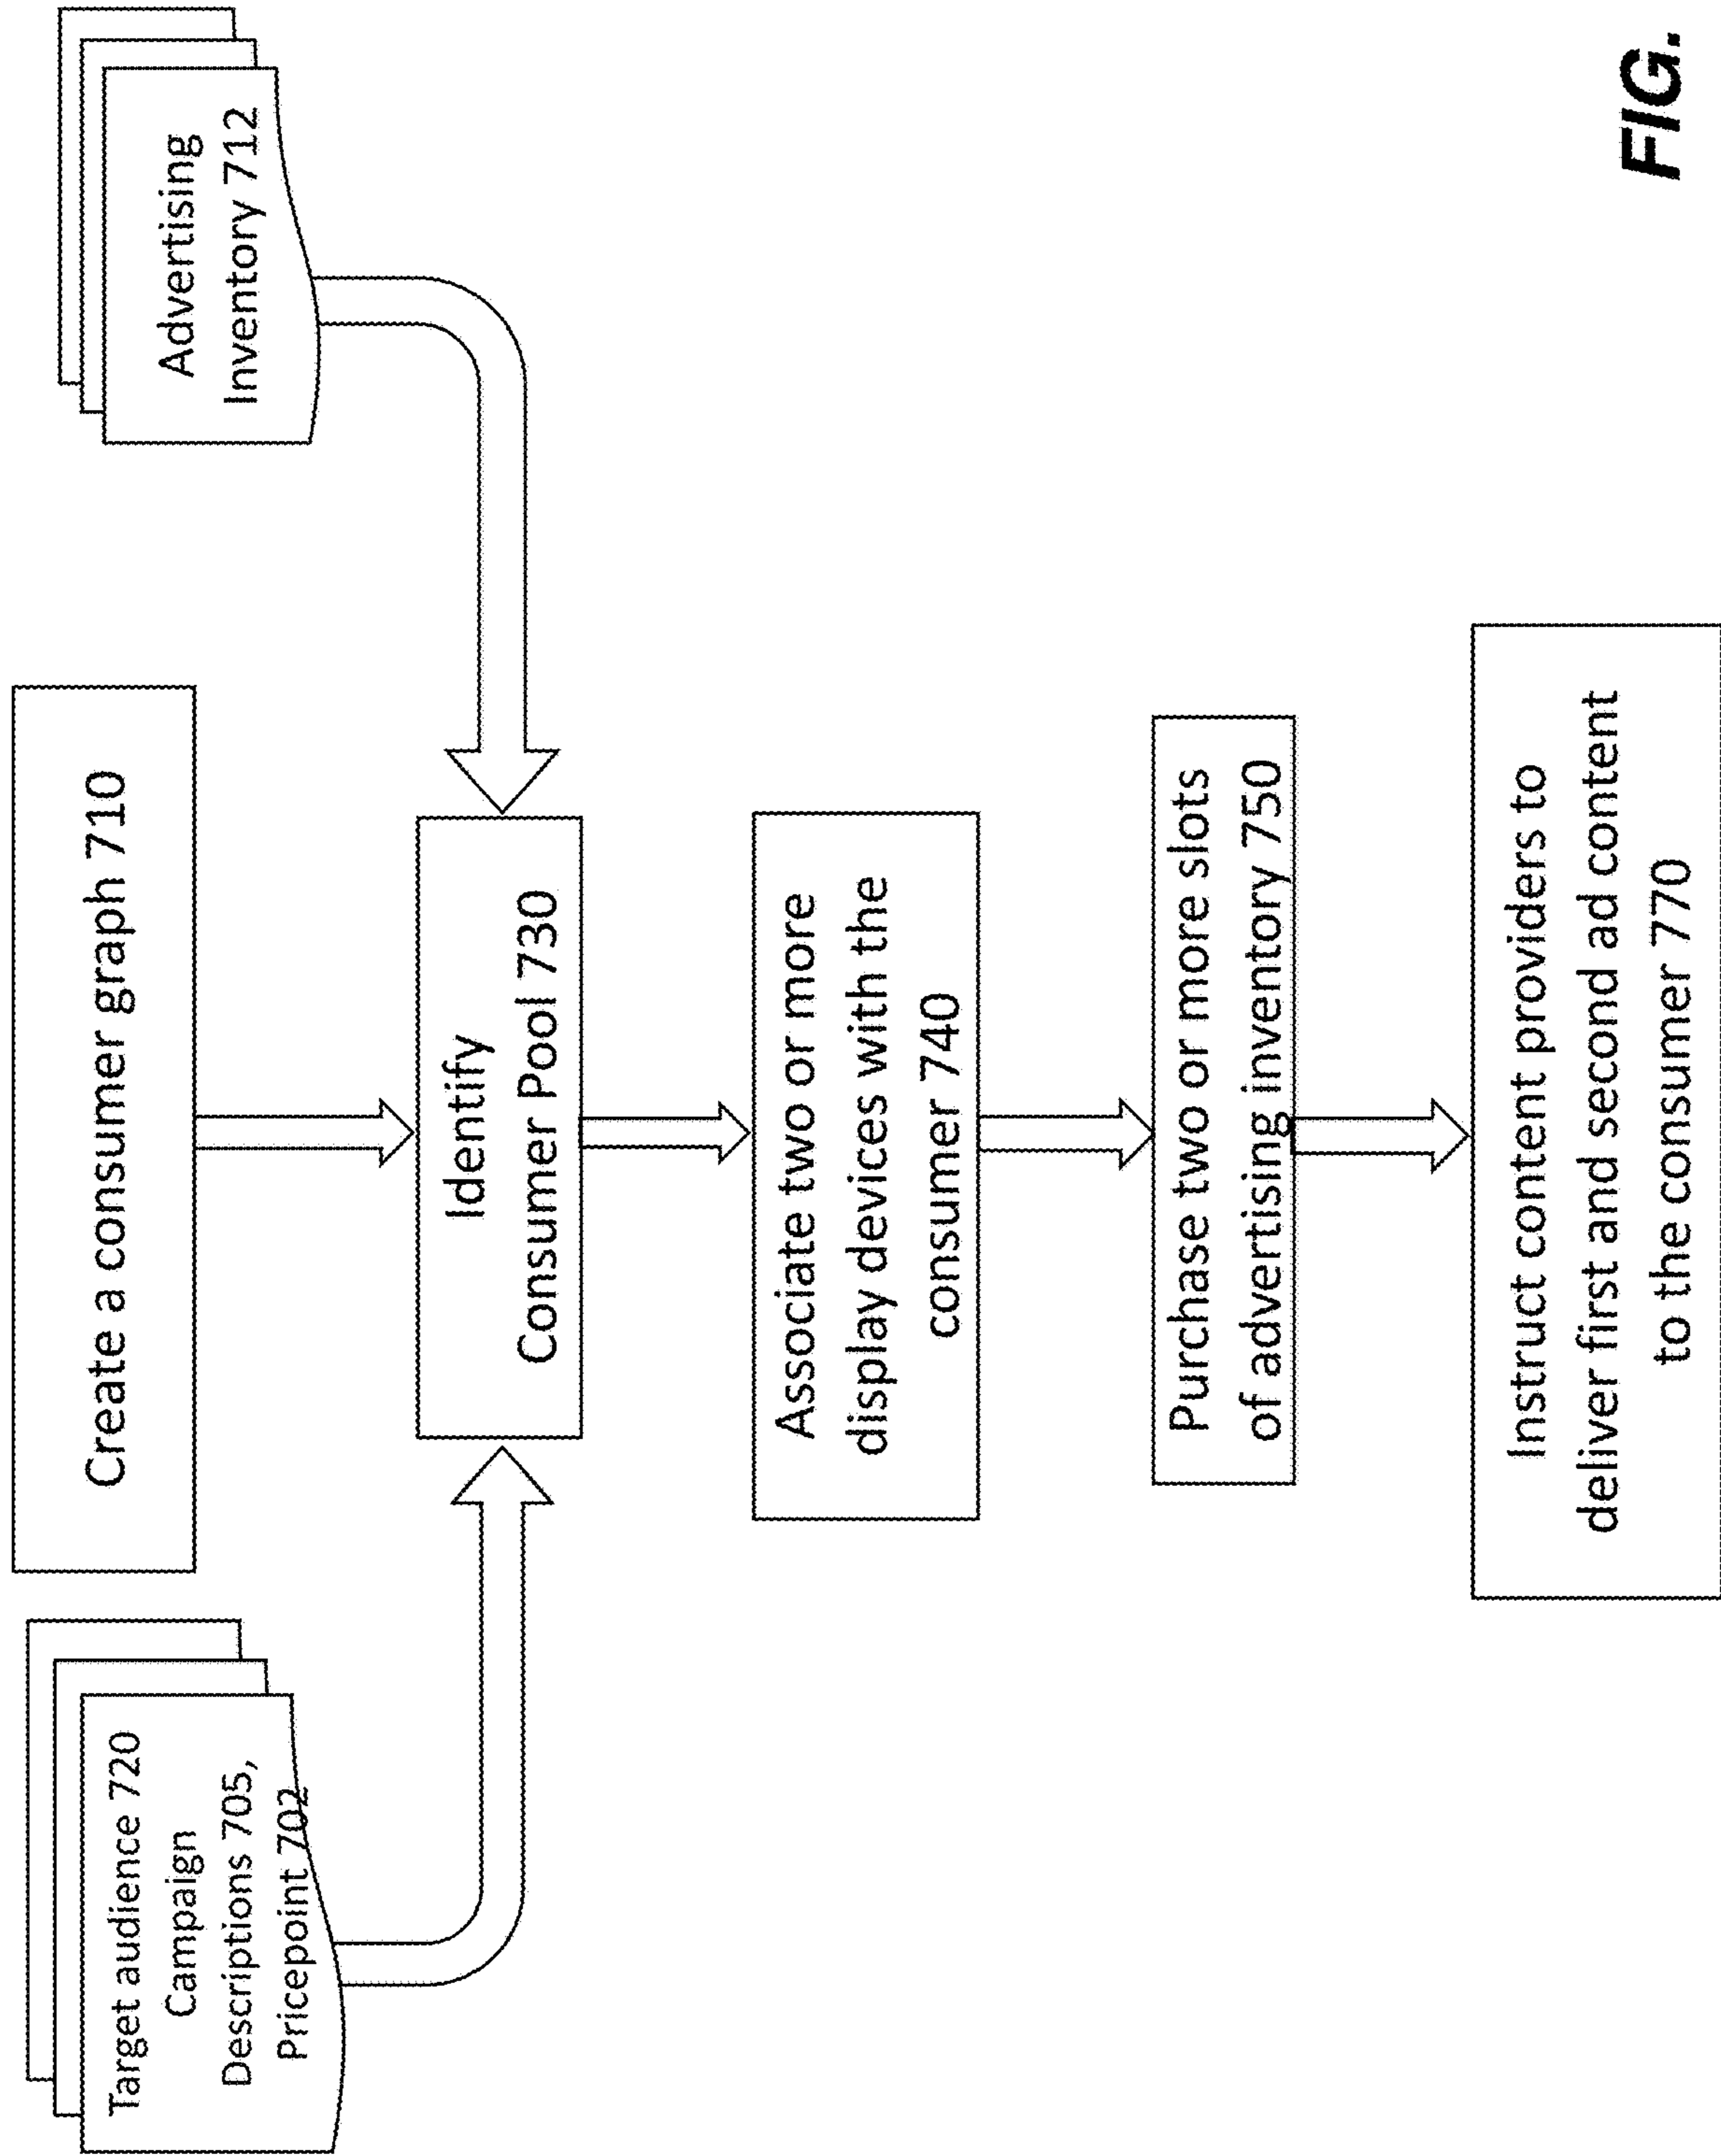 Create a consumer graph 710
Target audience 720
Campaign
Descriptions 705,
Pricepoint 702
Advertising
Inventory 712
Identify
Consumer Pool 730
Associate two or more
display devices with the
consumer 740
Purchase two or more slots
of advertising inventory 750
Instruct content providers to
deliver first and second ad content
to the consumer 770
FIG.